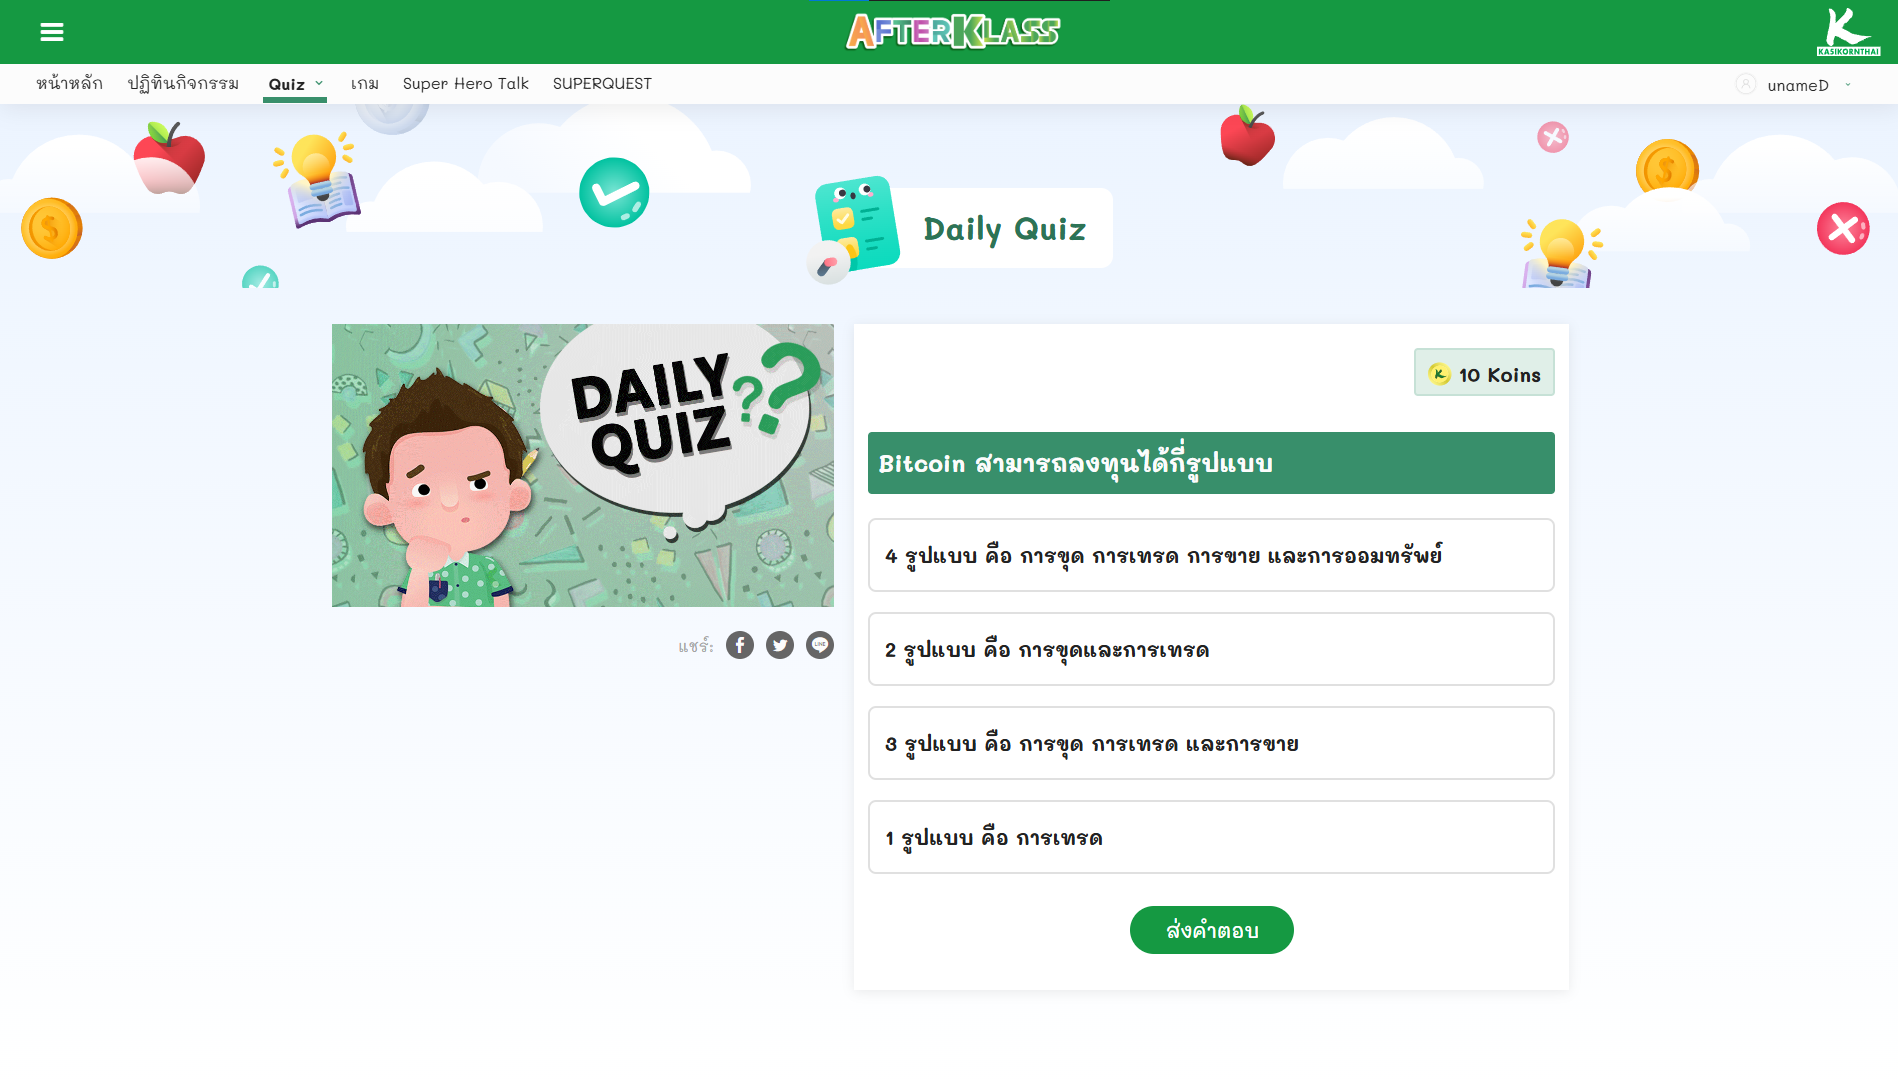 AFTERKLASS
KASIKORNTHAI
หน้าหลัก ปฏิทินกิจกรรม Quiz เกม Super Hero Talk SUPERQUEST unameD
Daily Quiz
DAILY
QUIZ ??
10 Koins
Bitcoin สามารถลงทุนได้กี่รูปแบบ
4 รูปแบบ คือ การขุด การเทรด การขาย และการออมทรัพย์
2 รูปแบบ คือ การขุดและการเทรด
3 รูปแบบ คือ การขุด การเทรด และการขาย
1 รูปแบบ คือ การเทรด
แชร์: LINE
ส่งคำตอบ